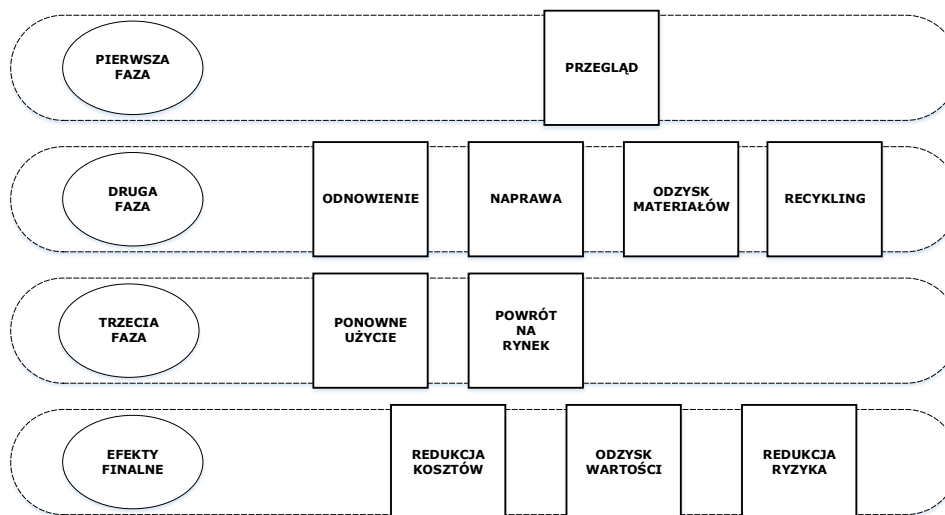 PIERWSZA
FAZA
PRZEGLĄD
DRUGA
FAZA
ODNOWIENIE
NAPRAWA
ODZYSK
MATERIAŁÓW
RECYKLING
TRZECIA
FAZA
PONOWNE
UŻYCIE
POWRÓT
NA
RYNEK
EFEKTY
FINALNE
REDUKCJA
KOSZTÓW
ODZYSK
WARTOŚCI
REDUKCJA
RYZYKA